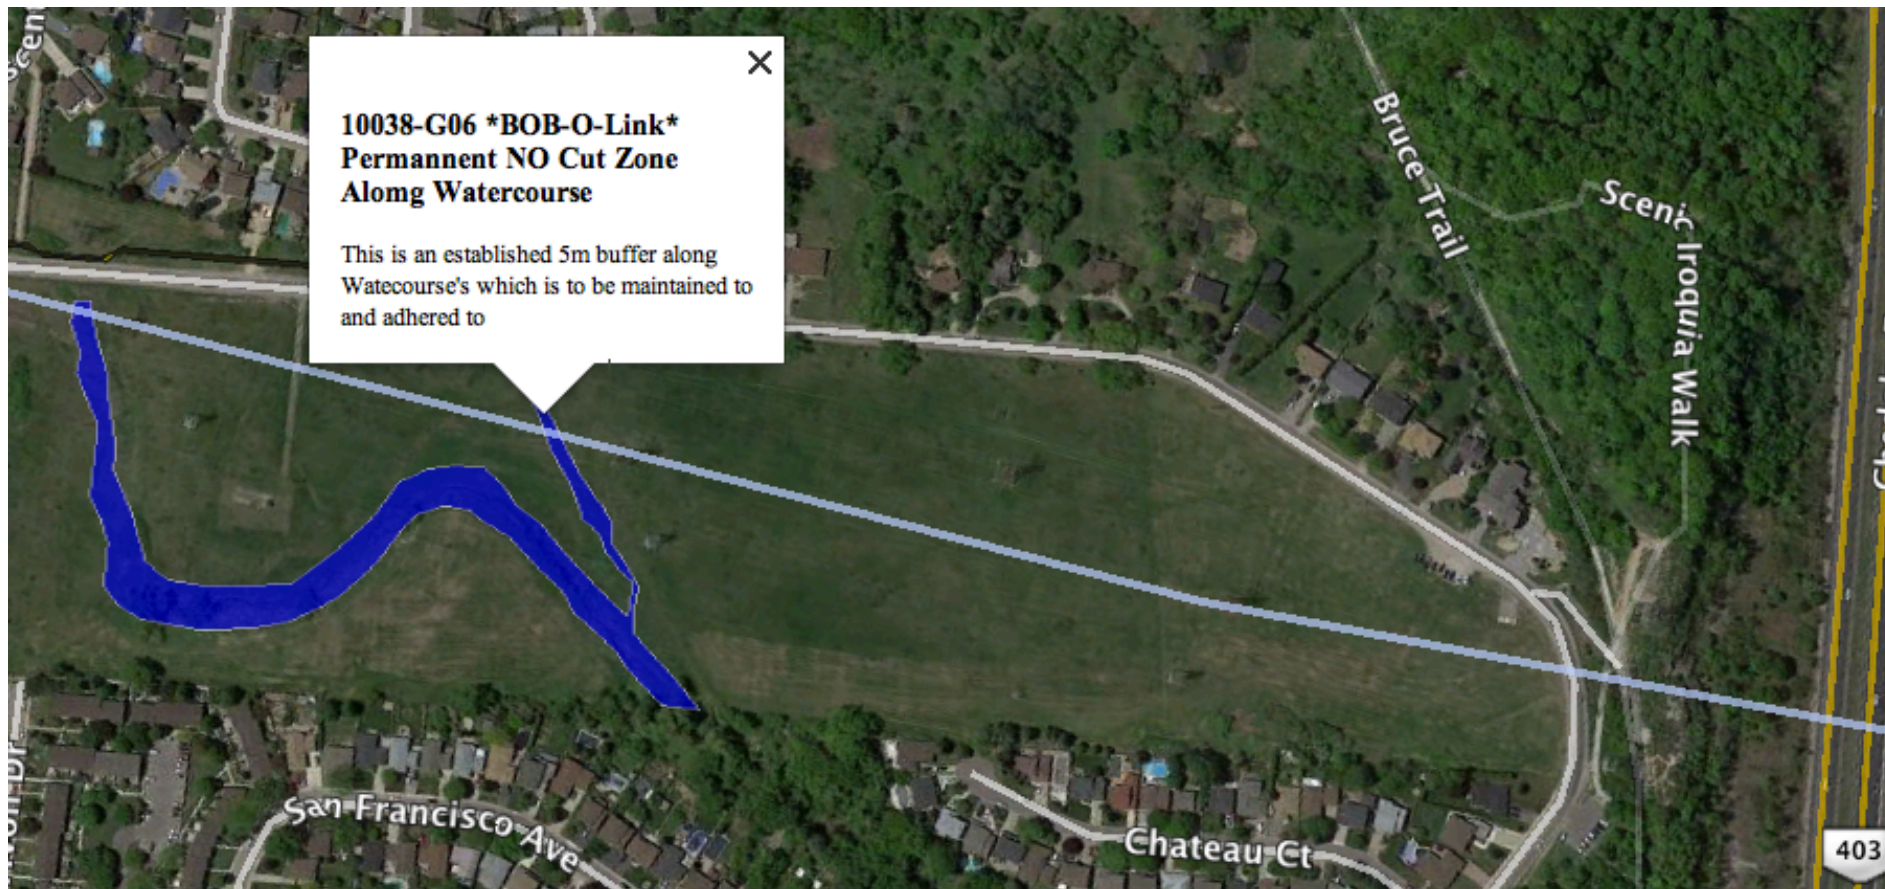 10038-G06 *BOB-O-Link*
Permannent NO Cut Zone
Alomg Watercourse
This is an established 5m buffer along
Watecourse's which is to be maintained to
and adhered to
Bruce Trail
Scenic Iroquia Walk
San Francisco Ave
Chateau Ct
403